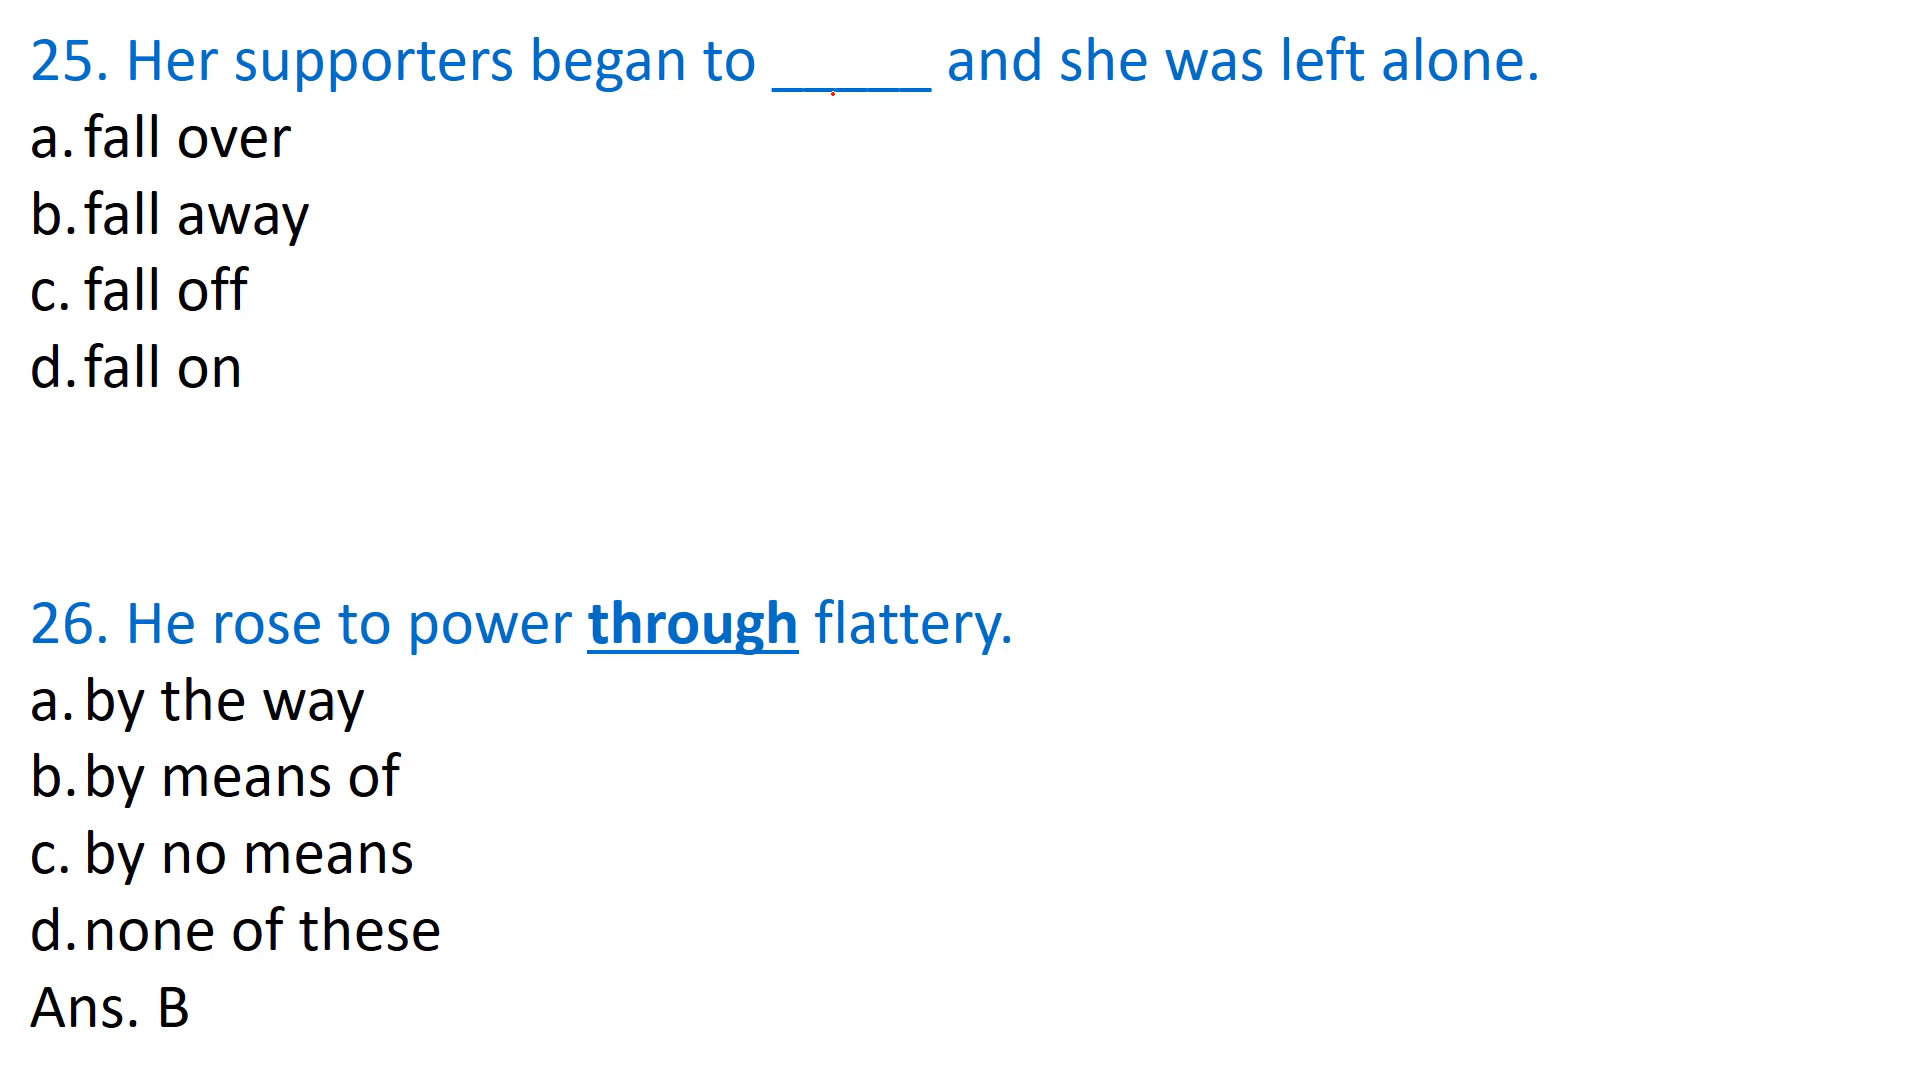 25. Her supporters began to _____ and she was left alone.
a. fall over
b. fall away
c. fall off
d. fall on
26. He rose to power through flattery.
a. by the way
b. by means of
c. by no means
d. none of these
Ans. B